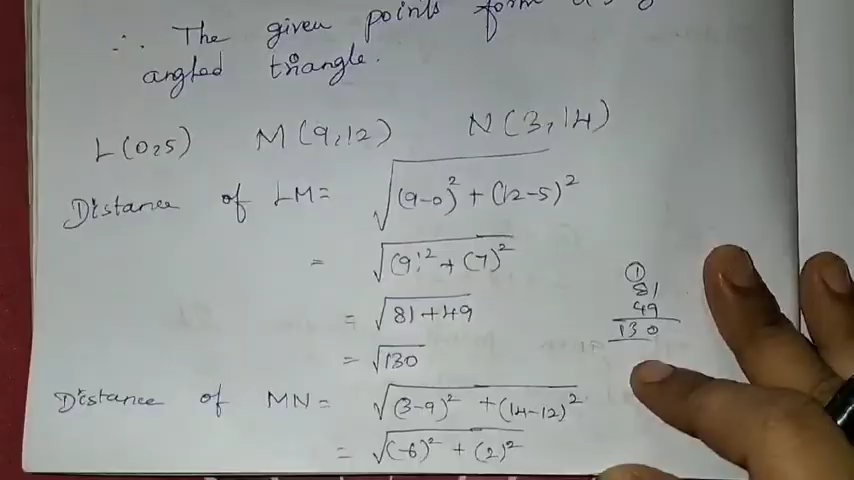 ∴ The given points form
angled triangle.
L(0,5) M(9,12) N(3,14)
Distance of LM = √((9-0)² + (12-5)²)
= √((9)² + (7)²)
= √(81+49)
= √130
① 
81
49
130
Distance of MN = √((3-9)² + (14-12)²)
= √((-6)² + (2)²)